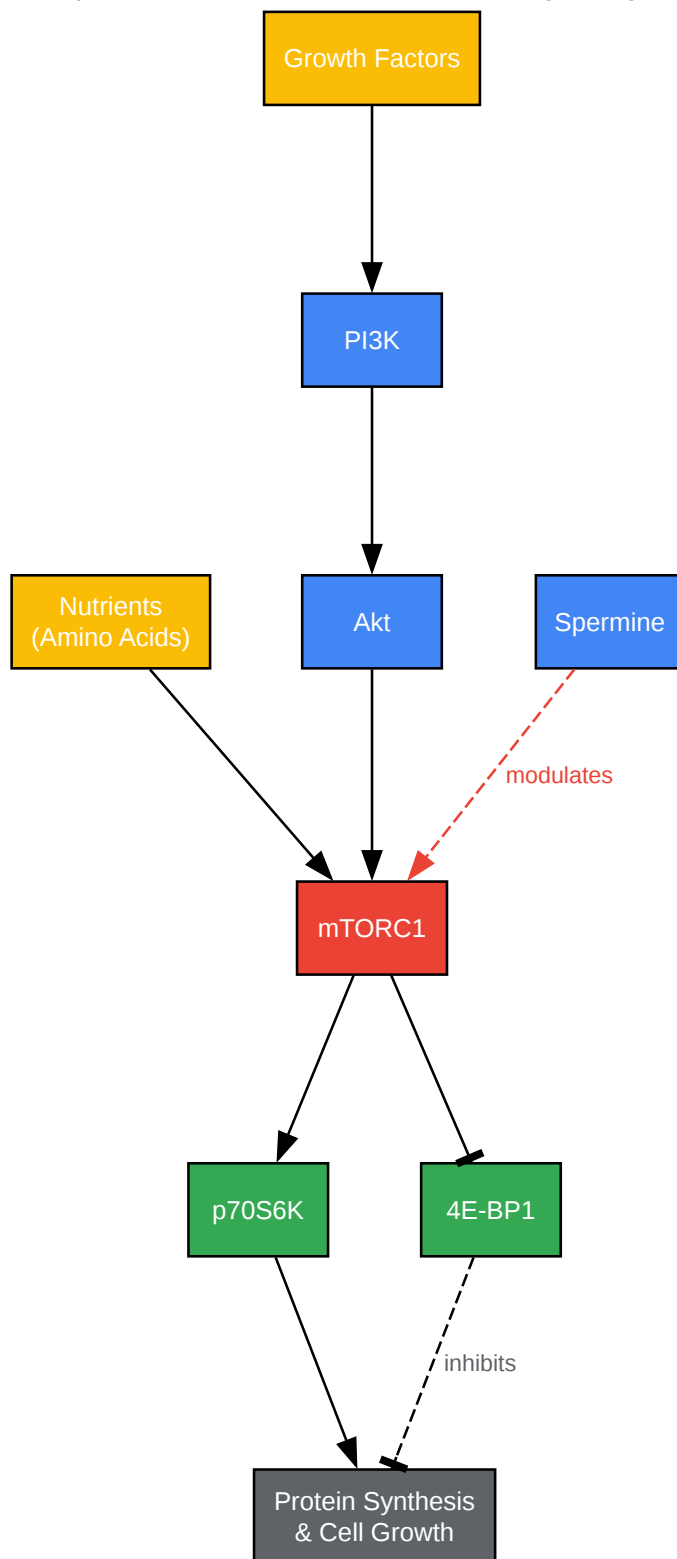 Growth Factors
PI3K
Nutrients
(Amino Acids)
Akt
Spermine
modulates
mTORC1
p70S6K
4E-BP1
inhibits
Protein Synthesis
& Cell Growth